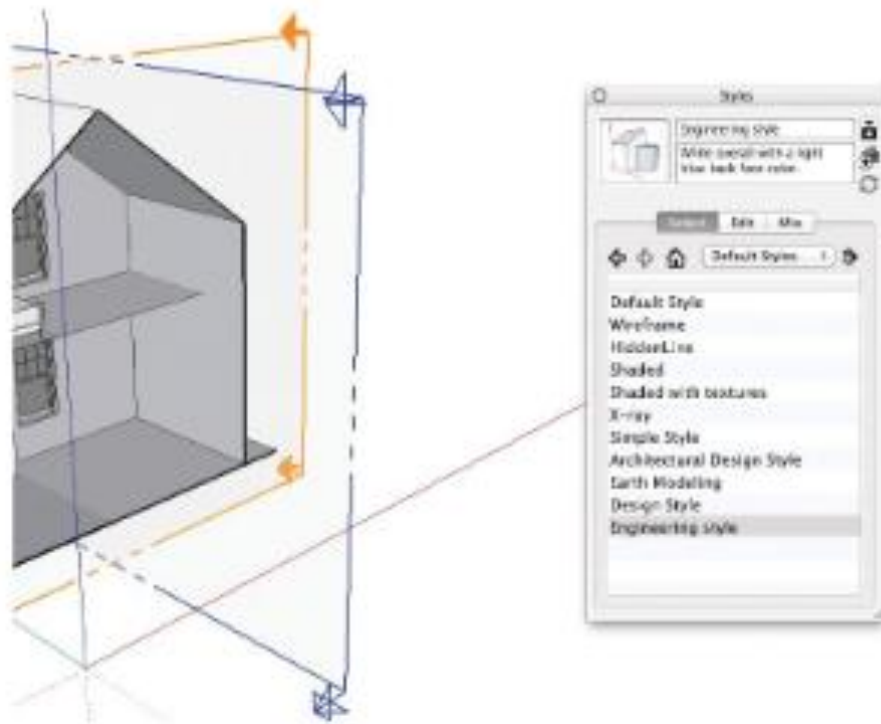 Styles
Engineering style
White overall with a light
blue back face color.
Select Edit Mix
Default Styles
Default Style
Wireframe
HiddenLine
Shaded
Shaded with textures
X-ray
Simple Style
Architectural Design Style
Earth Modeling
Design Style
Engineering style